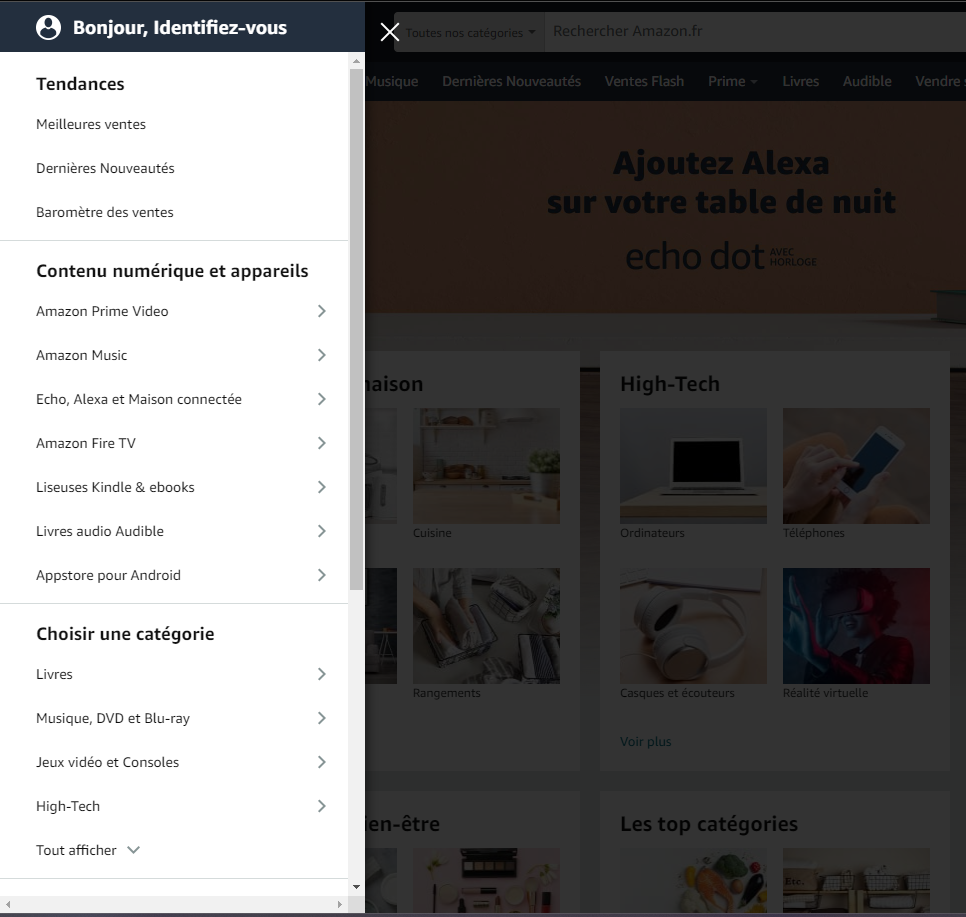 Bonjour, Identifiez-vous
Tendances
Meilleures ventes
Dernières Nouveautés
Baromètre des ventes
Contenu numérique et appareils
Amazon Prime Video
Amazon Music
Echo, Alexa et Maison connectée
Amazon Fire TV
Liseuses Kindle & ebooks
Livres audio Audible
Appstore pour Android
Choisir une catégorie
Livres
Musique, DVD et Blu-ray
Jeux vidéo et Consoles
High-Tech
Tout afficher
Toutes nos catégories
Rechercher Amazon.fr
Musique Dernières Nouveautés Ventes Flash Prime Livres Audible Vendre
Ajoutez Alexa
sur votre table de nuit
echo dot AVEC
HORLOGE
maison
Cuisine
Rangements
High-Tech
Ordinateurs
Téléphones
Casques et écouteurs
Réalité virtuelle
Voir plus
ien-être
Les top catégories